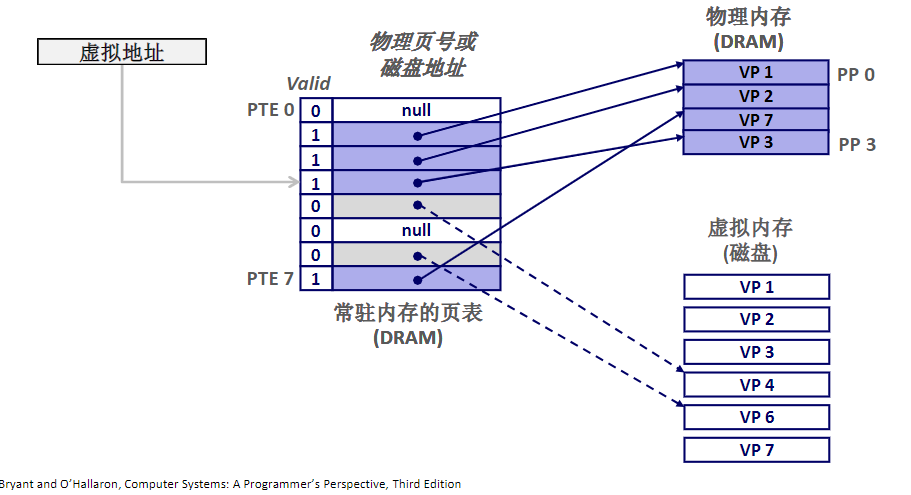 虚拟地址
物理页号或
磁盘地址
Valid
PTE 0
0
null
1
1
1
0
0
null
0
PTE 7
1
常驻内存的页表
(DRAM)
物理内存
(DRAM)
VP 1
PP 0
VP 2
VP 7
VP 3
PP 3
虚拟内存
(磁盘)
VP 1
VP 2
VP 3
VP 4
VP 6
VP 7
Bryant and O’Hallaron, Computer Systems: A Programmer’s Perspective, Third Edition